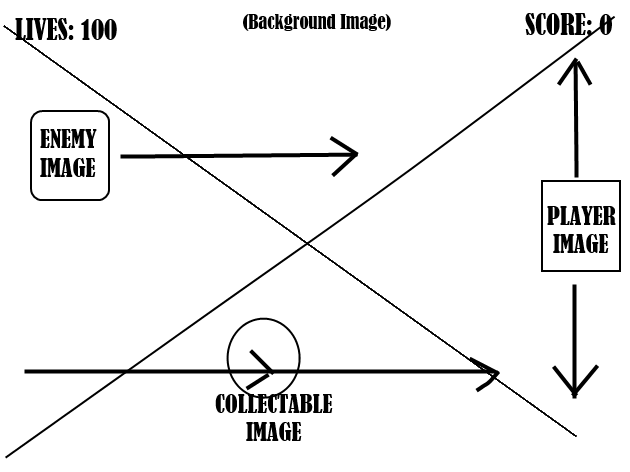 LIVES: 100
(Background Image)
SCORE: 0
ENEMY
IMAGE
PLAYER
IMAGE
COLLECTABLE
IMAGE